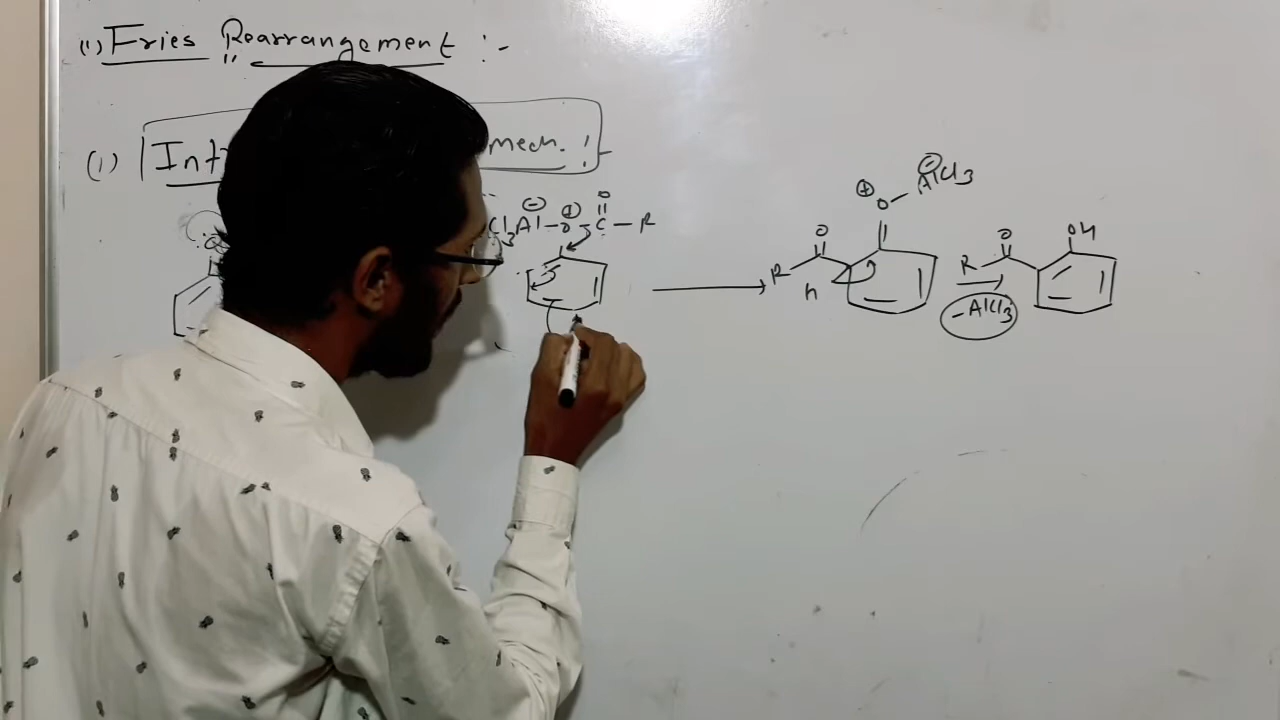 (1) Fries Rearrangement :-
(1) Int mech. :-
Cl3Al - O - C - R
⊖ ⊕ O
R O H
⊕ O - AlCl3 ⊖
- AlCl3
R O OH